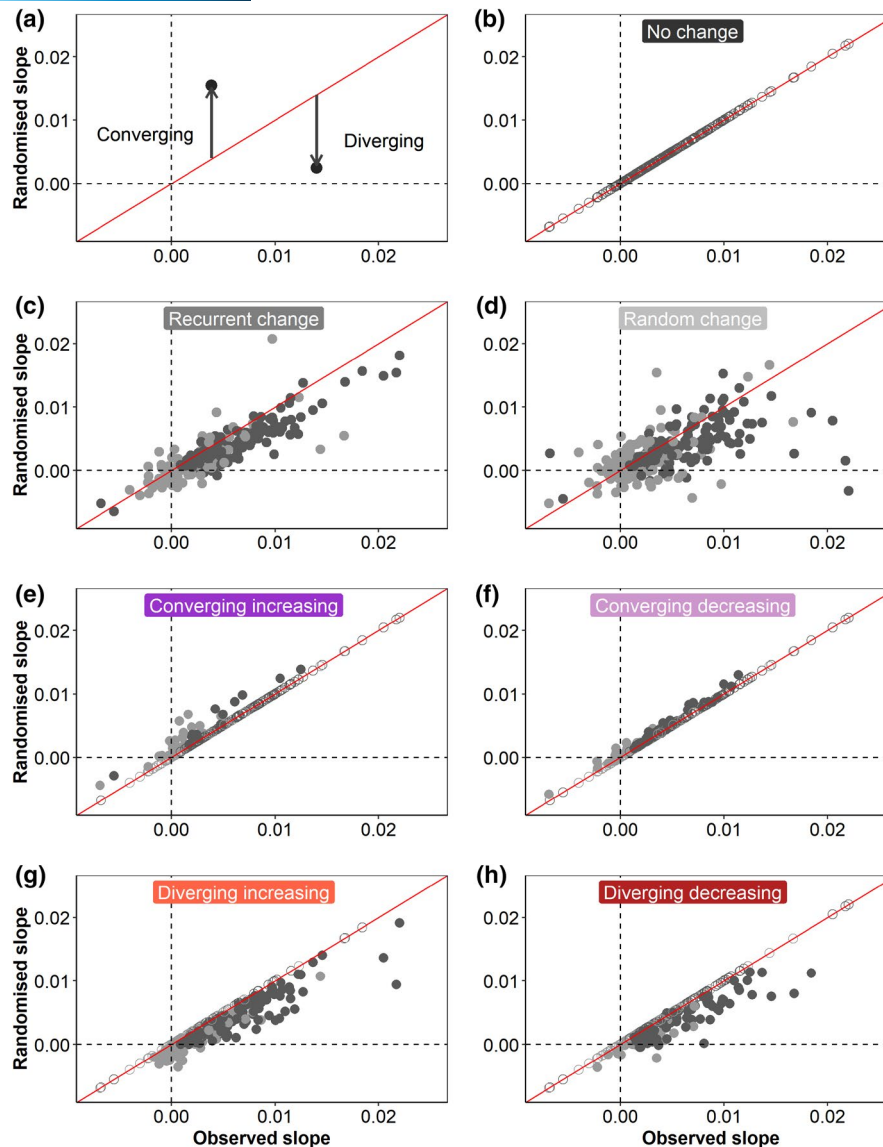 (a)
(b)
No change
0.02
0.01
0.00
Randomised slope
Converging
Diverging
0.00 0.01 0.02
0.02
0.01
0.00
0.00 0.01 0.02
(c)
(d)
Recurrent change
Random change
0.02
0.01
0.00
Randomised slope
0.00 0.01 0.02
0.02
0.01
0.00
0.00 0.01 0.02
(e)
(f)
Converging increasing
Converging decreasing
0.02
0.01
0.00
Randomised slope
0.00 0.01 0.02
0.02
0.01
0.00
0.00 0.01 0.02
(g)
(h)
Diverging increasing
Diverging decreasing
0.02
0.01
0.00
Randomised slope
0.00 0.01 0.02
Observed slope
0.02
0.01
0.00
0.00 0.01 0.02
Observed slope